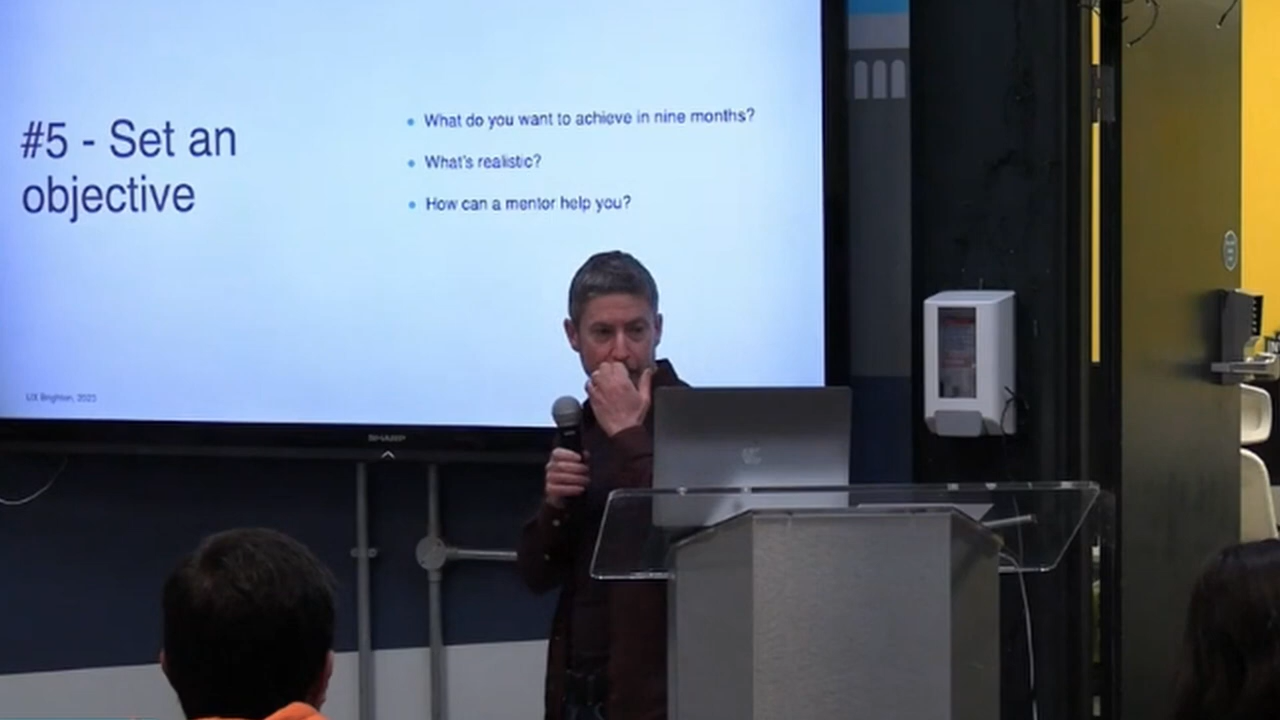 #5 - Set an
objective
What do you want to achieve in nine months?
What's realistic?
How can a mentor help you?
UX Brighton, 2023
SHARP